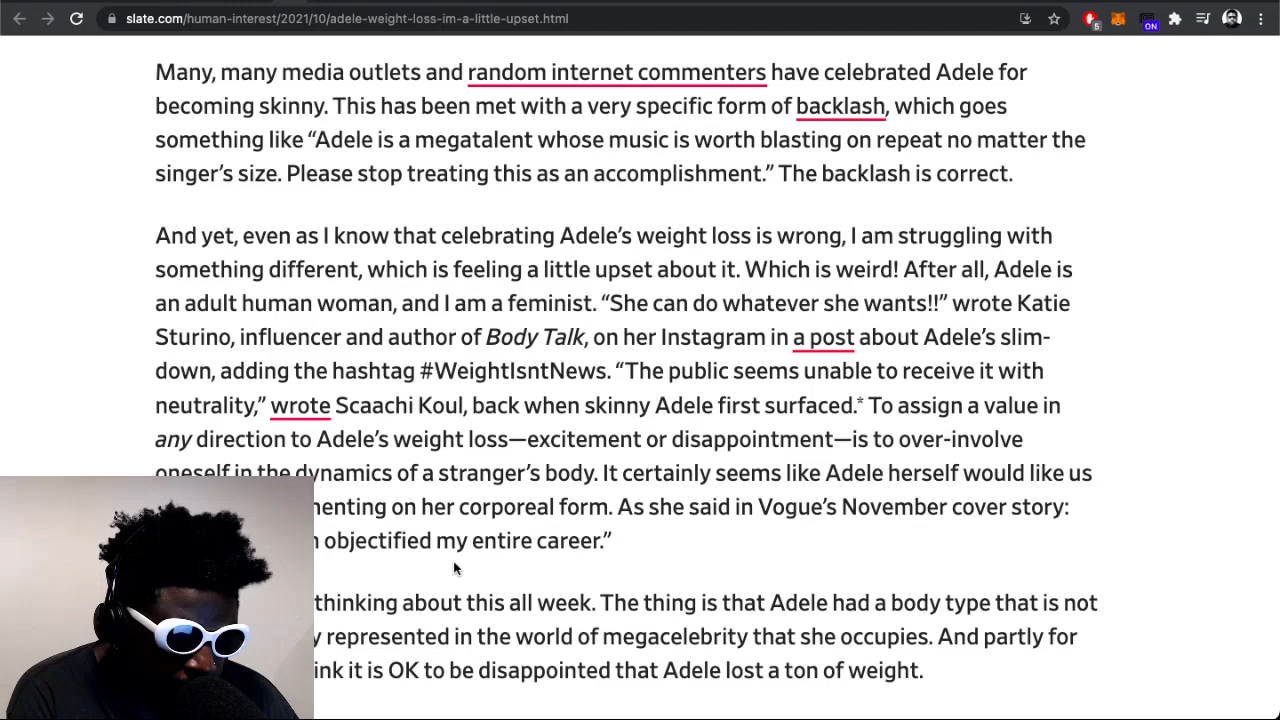 slate.com/human-interest/2021/10/adele-weight-loss-im-a-little-upset.html
5
ON
Many, many media outlets and random internet commenters have celebrated Adele for
becoming skinny. This has been met with a very specific form of backlash, which goes
something like “Adele is a megatalent whose music is worth blasting on repeat no matter the
singer’s size. Please stop treating this as an accomplishment.” The backlash is correct.
And yet, even as I know that celebrating Adele’s weight loss is wrong, I am struggling with
something different, which is feeling a little upset about it. Which is weird! After all, Adele is
an adult human woman, and I am a feminist. “She can do whatever she wants!!” wrote Katie
Sturino, influencer and author of Body Talk, on her Instagram in a post about Adele’s slim-
down, adding the hashtag #WeightIsntNews. “The public seems unable to receive it with
neutrality,” wrote Scaachi Koul, back when skinny Adele first surfaced.* To assign a value in
any direction to Adele’s weight loss—excitement or disappointment—is to over-involve
oneself in the dynamics of a stranger’s body. It certainly seems like Adele herself would like us
menting on her corporeal form. As she said in Vogue’s November cover story:
objectified my entire career.”
thinking about this all week. The thing is that Adele had a body type that is not
represented in the world of megacelebrity that she occupies. And partly for
it is OK to be disappointed that Adele lost a ton of weight.